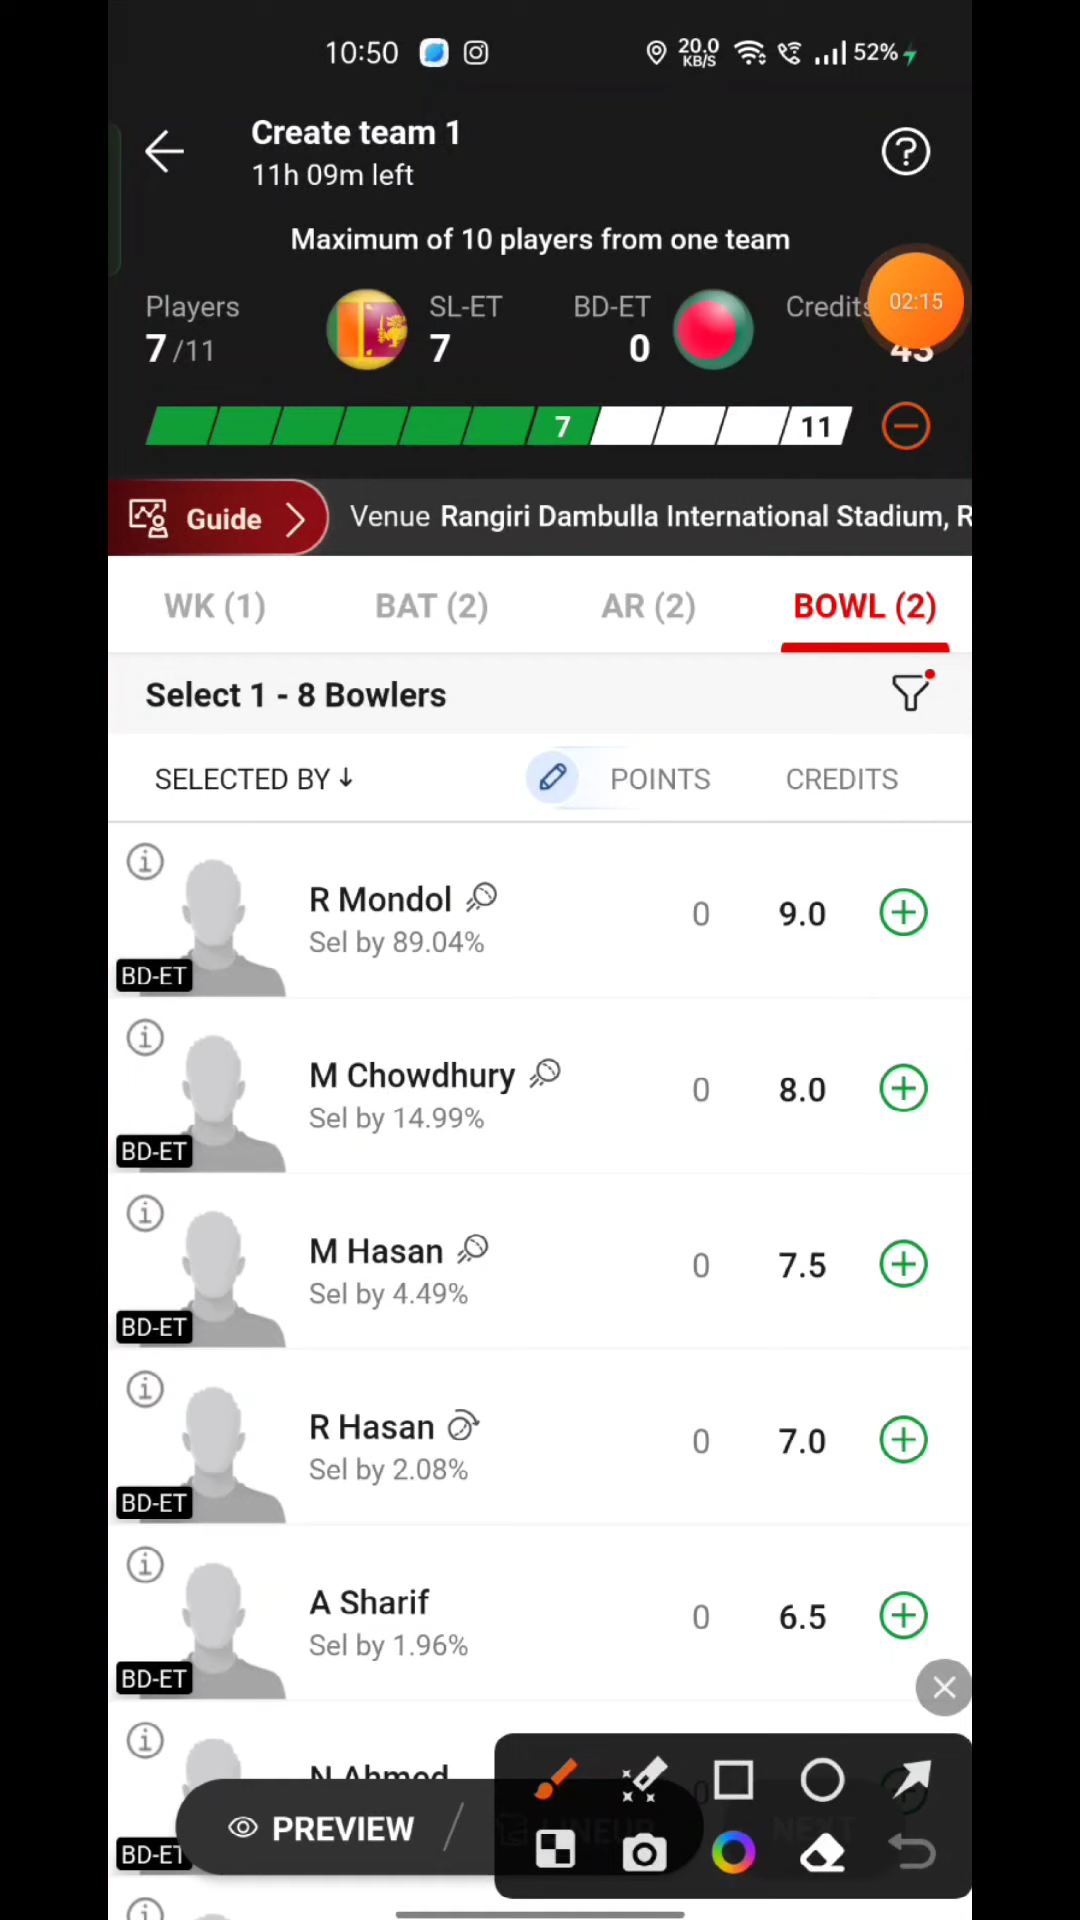 10:50 20.0 KB/S 52%
Create team 1
11h 09m left
Maximum of 10 players from one team
Players SL-ET BD-ET Credits 02:15
7/11 7 0
7 11
Guide Venue Rangiri Dambulla International Stadium, R
WK (1) BAT (2) AR (2) BOWL (2)
Select 1 - 8 Bowlers
SELECTED BY ↓ POINTS CREDITS
R Mondol 0 9.0
Sel by 89.04%
BD-ET
M Chowdhury 0 8.0
Sel by 14.99%
BD-ET
M Hasan 0 7.5
Sel by 4.49%
BD-ET
R Hasan 0 7.0
Sel by 2.08%
BD-ET
A Sharif 0 6.5
Sel by 1.96%
BD-ET
N Ahmed
PREVIEW / LINEUP NEXT
BD-ET